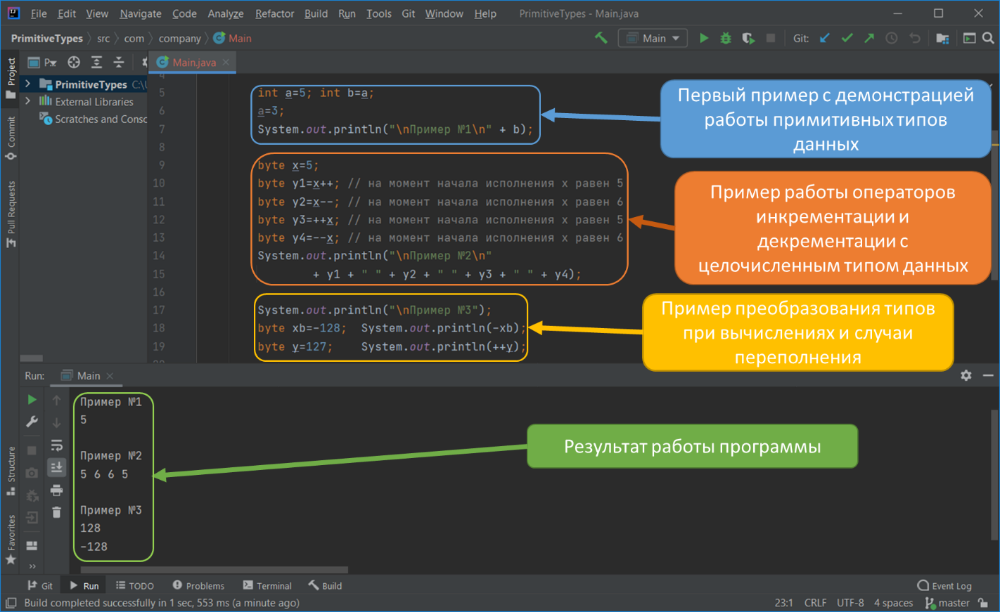 File Edit View Navigate Code Analyze Refactor Build Run Tools Git Window Help PrimitiveTypes - Main.java
PrimitiveTypes src com company Main
Main Git:
Project
Commit
Pull Requests
Structure
Favorites
P
Main.java
PrimitiveTypes C:\
External Libraries
Scratches and Consc
4
5 int a=5; int b=a;
6 a=3;
7 System.out.println("\nПример №1\n" + b);
8
9 byte x=5;
10 byte y1=x++; // на момент начала исполнения x равен 5
11 byte y2=x--; // на момент начала исполнения x равен 6
12 byte y3=++x; // на момент начала исполнения x равен 5
13 byte y4=--x; // на момент начала исполнения x равен 6
14 System.out.println("\nПример №2\n"
15 + y1 + " " + y2 + " " + y3 + " " + y4);
16
17 System.out.println("\nПример №3");
18 byte xb=-128; System.out.println(-xb);
19 byte y=127; System.out.println(++y);
Первый пример с демонстрацией
работы примитивных типов
данных
Пример работы операторов
инкрементации и
декрементации с
целочисленным типом данных
Пример преобразования типов
при вычислениях и случаи
переполнения
Run: Main
Пример №1
5
Пример №2
5 6 6 5
Пример №3
128
-128
Результат работы программы
Git Run TODO Problems Terminal Build Event Log
Build completed successfully in 1 sec, 553 ms (a minute ago) 23:1 CRLF UTF-8 4 spaces master